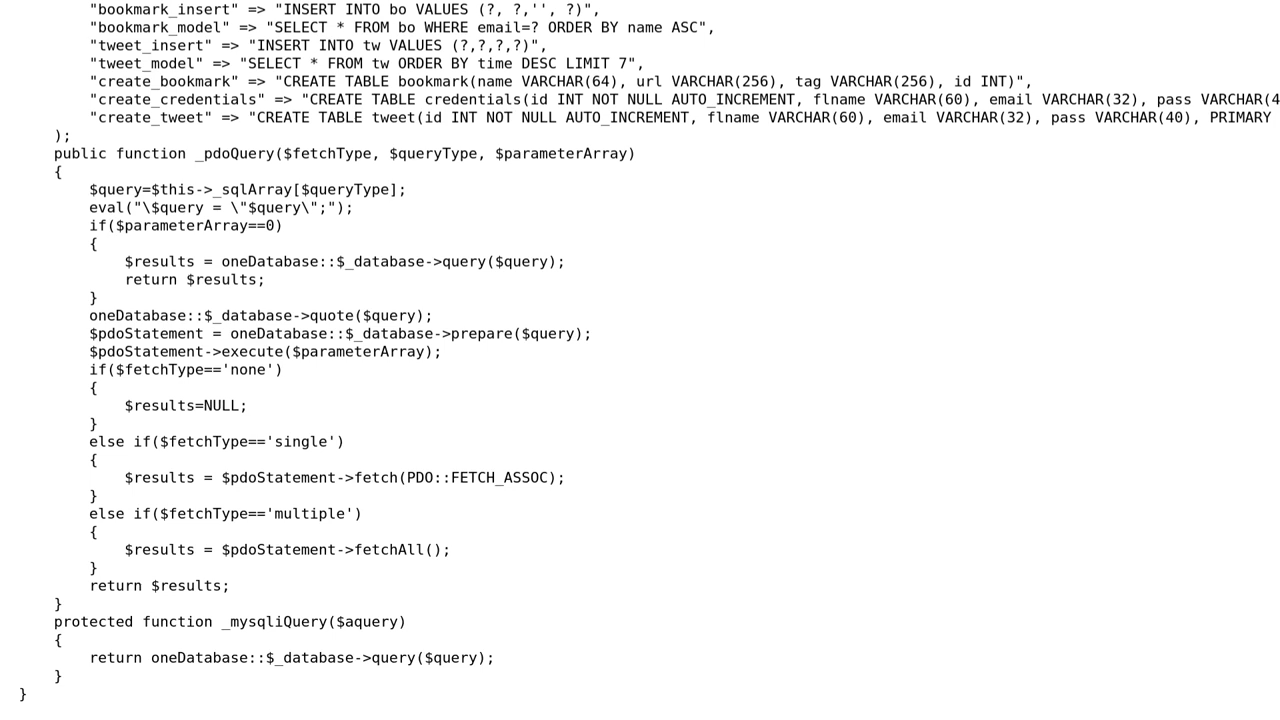 "bookmark_insert" => "INSERT INTO bo VALUES (?, ?,'', ?)",
"bookmark_model" => "SELECT * FROM bo WHERE email=? ORDER BY name ASC",
"tweet_insert" => "INSERT INTO tw VALUES (?,?,?,?)",
"tweet_model" => "SELECT * FROM tw ORDER BY time DESC LIMIT 7",
"create_bookmark" => "CREATE TABLE bookmark(name VARCHAR(64), url VARCHAR(256), tag VARCHAR(256), id INT)",
"create_credentials" => "CREATE TABLE credentials(id INT NOT NULL AUTO_INCREMENT, flname VARCHAR(60), email VARCHAR(32), pass VARCHAR(4
"create_tweet" => "CREATE TABLE tweet(id INT NOT NULL AUTO_INCREMENT, flname VARCHAR(60), email VARCHAR(32), pass VARCHAR(40), PRIMARY
);
public function _pdoQuery($fetchType, $queryType, $parameterArray)
{
$query=$this->_sqlArray[$queryType];
eval("\$query = \"$query\";");
if($parameterArray==0)
{
$results = oneDatabase::$_database->query($query);
return $results;
}
oneDatabase::$_database->quote($query);
$pdoStatement = oneDatabase::$_database->prepare($query);
$pdoStatement->execute($parameterArray);
if($fetchType=='none')
{
$results=NULL;
}
else if($fetchType=='single')
{
$results = $pdoStatement->fetch(PDO::FETCH_ASSOC);
}
else if($fetchType=='multiple')
{
$results = $pdoStatement->fetchAll();
}
return $results;
}
protected function _mysqliQuery($aquery)
{
return oneDatabase::$_database->query($query);
}
}